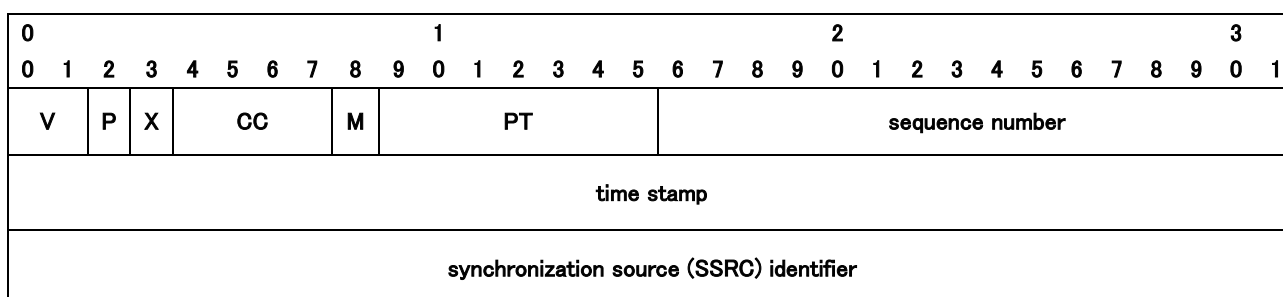 0 1 2 3
0 1 2 3 4 5 6 7 8 9 0 1 2 3 4 5 6 7 8 9 0 1 2 3 4 5 6 7 8 9 0 1
V P X CC M PT sequence number
time stamp
synchronization source (SSRC) identifier